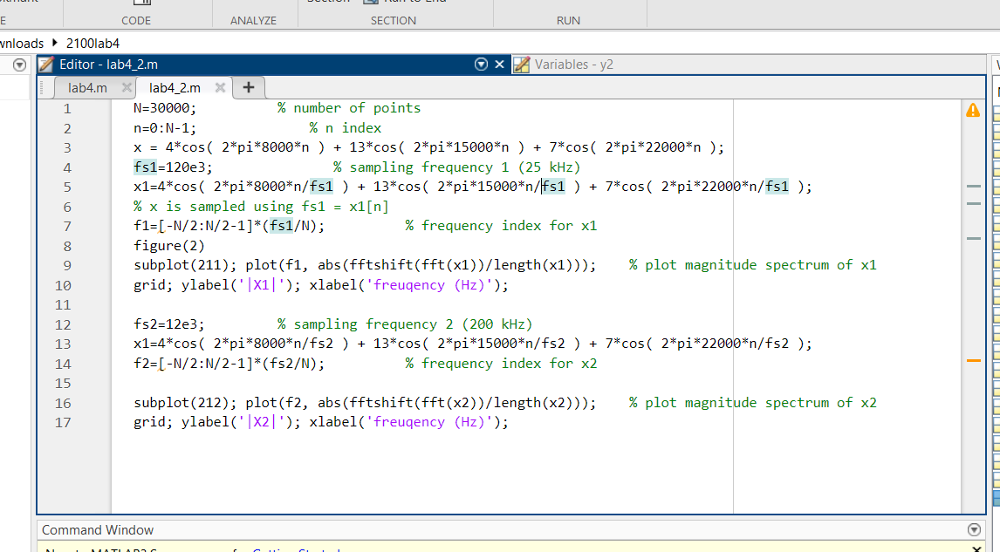 CODE
ANALYZE
SECTION
RUN
2100lab4
Editor - lab4_2.m
Variables - y2
lab4.m
lab4_2.m
1 N=30000; % number of points
2 n=0:N-1; % n index
3 x = 4*cos( 2*pi*8000*n ) + 13*cos( 2*pi*15000*n ) + 7*cos( 2*pi*22000*n );
4 fs1=120e3; % sampling frequency 1 (25 kHz)
5 x1=4*cos( 2*pi*8000*n/fs1 ) + 13*cos( 2*pi*15000*n/fs1 ) + 7*cos( 2*pi*22000*n/fs1 );
6 % x is sampled using fs1 = x1[n]
7 f1=[-N/2:N/2-1]*(fs1/N); % frequency index for x1
8 figure(2)
9 subplot(211); plot(f1, abs(fftshift(fft(x1))/length(x1))); % plot magnitude spectrum of x1
10 grid; ylabel('|X1|'); xlabel('freuqency (Hz)');
11
12 fs2=12e3; % sampling frequency 2 (200 kHz)
13 x1=4*cos( 2*pi*8000*n/fs2 ) + 13*cos( 2*pi*15000*n/fs2 ) + 7*cos( 2*pi*22000*n/fs2 );
14 f2=[-N/2:N/2-1]*(fs2/N); % frequency index for x2
15
16 subplot(212); plot(f2, abs(fftshift(fft(x2))/length(x2))); % plot magnitude spectrum of x2
17 grid; ylabel('|X2|'); xlabel('freuqency (Hz)');
Command Window